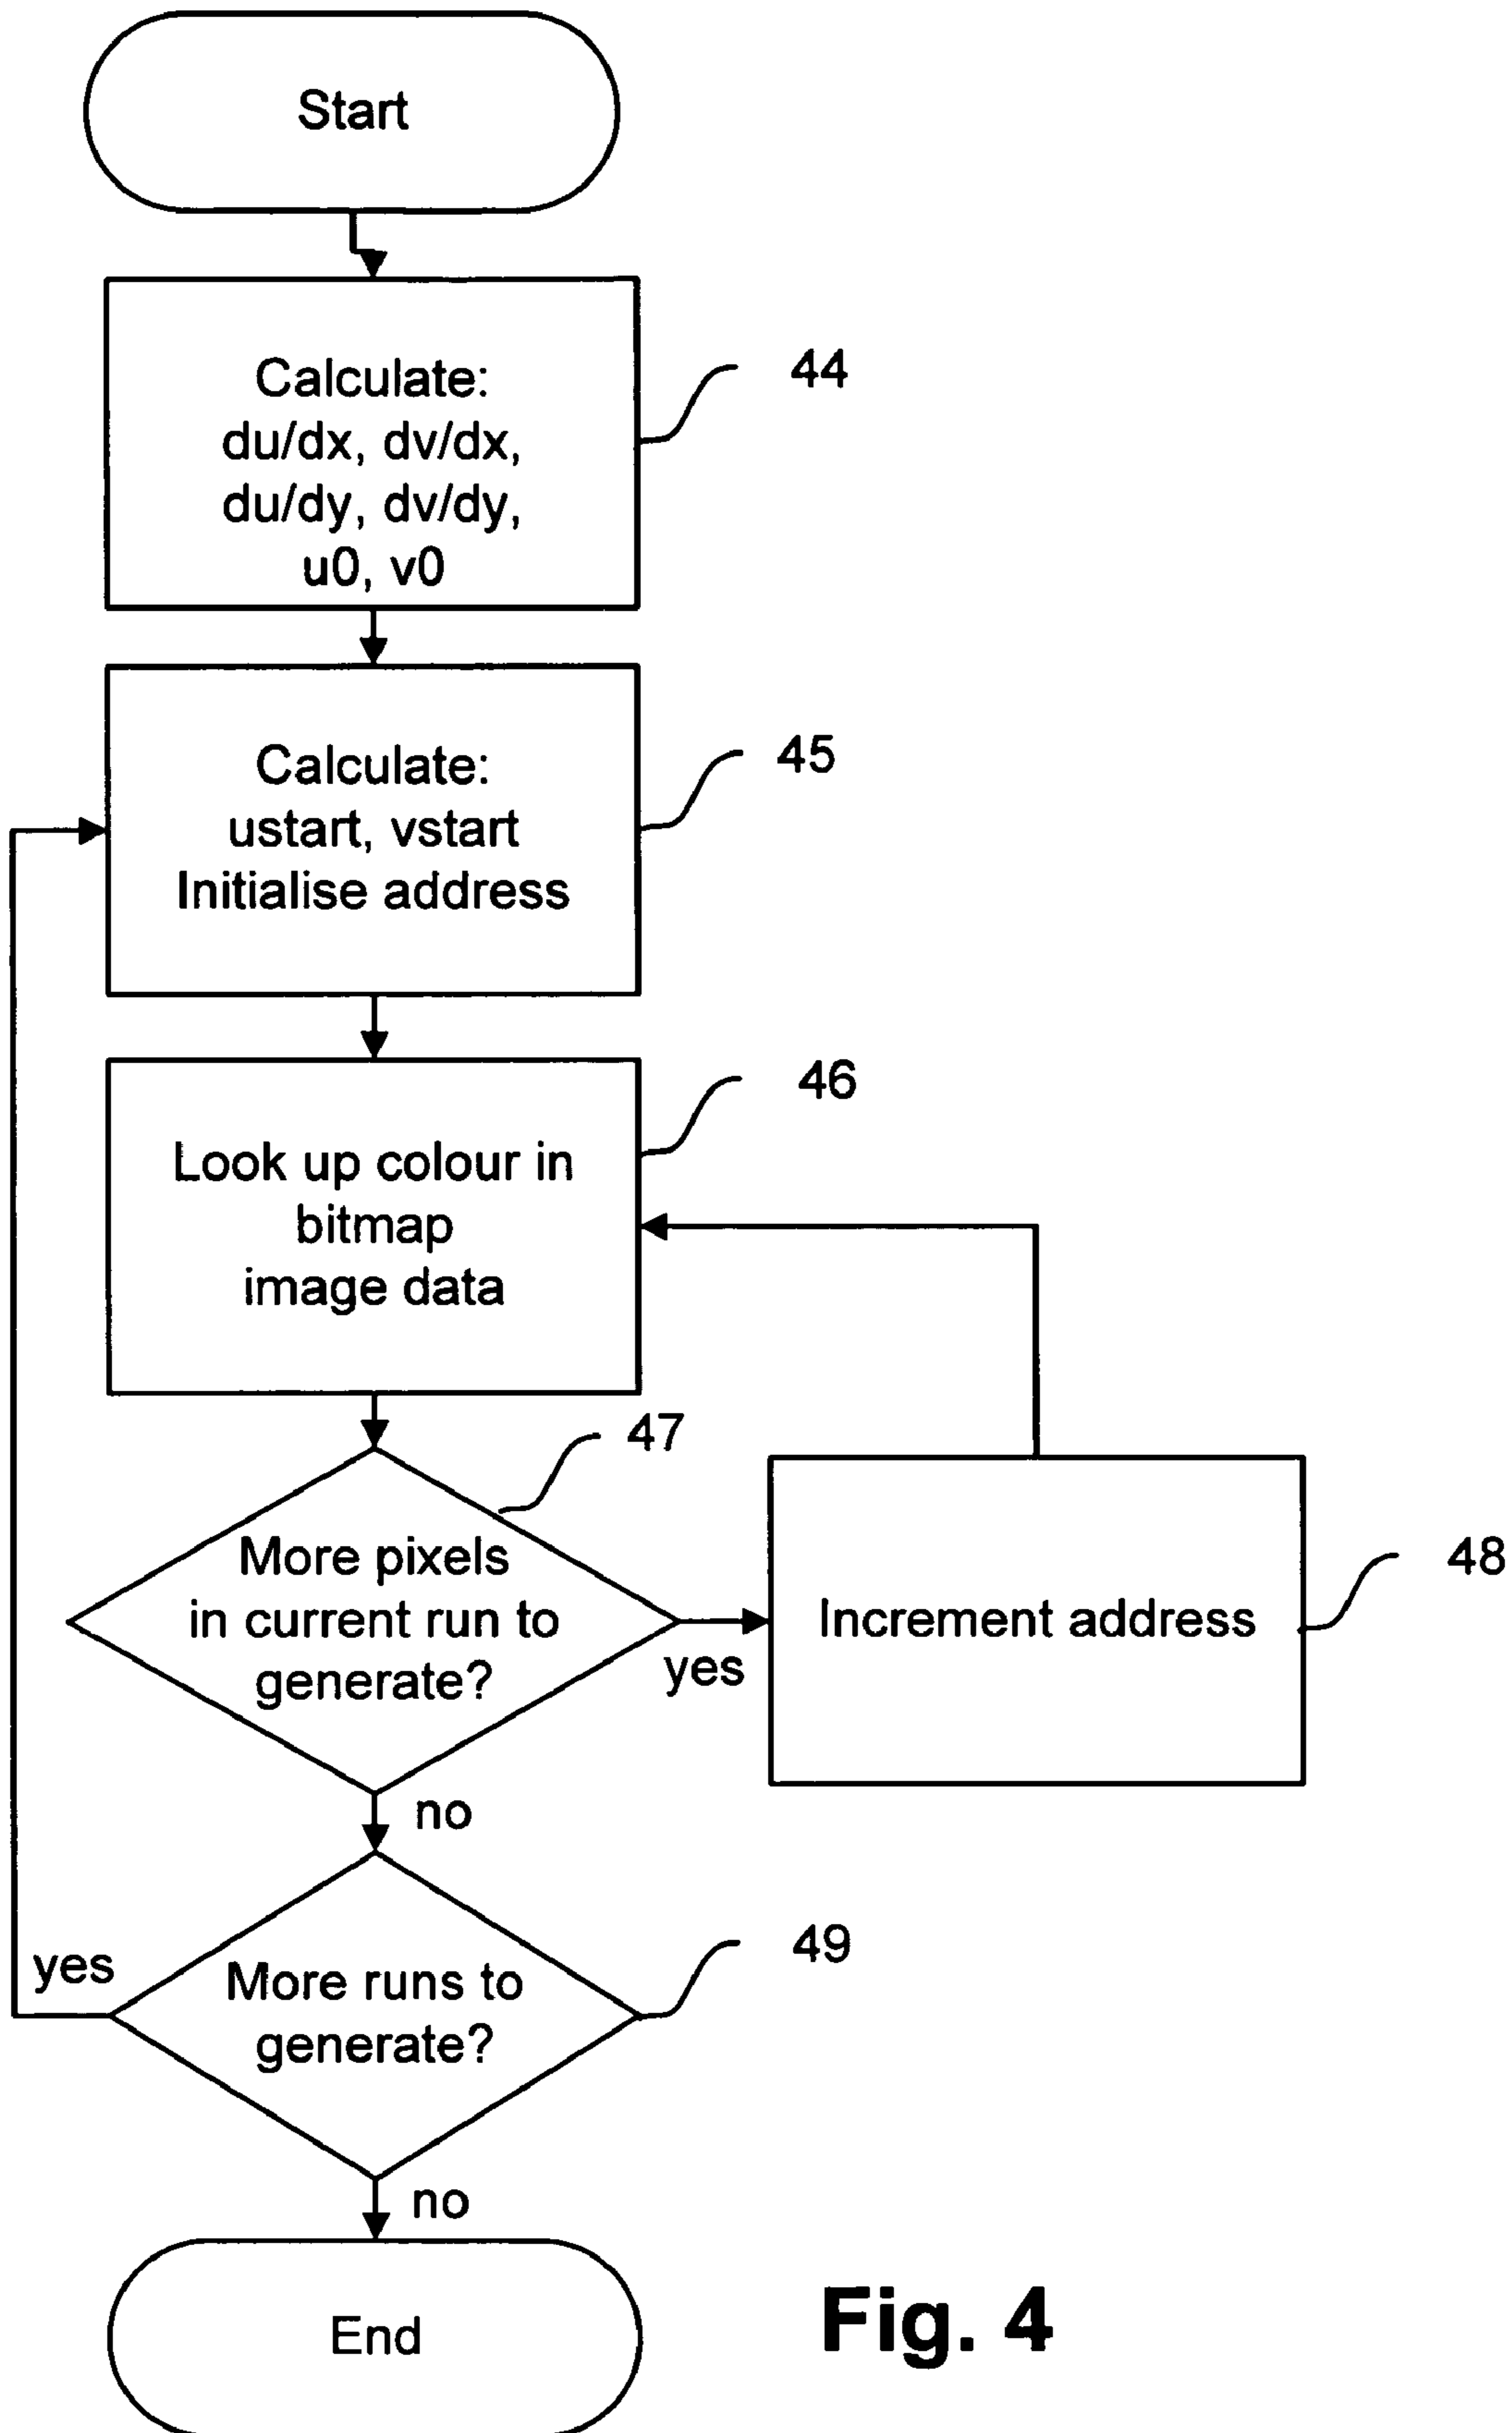 Start
Calculate:
du/dx, dv/dx,
du/dy, dv/dy,
u0, v0
44
Calculate:
ustart, vstart
Initialise address
45
Look up colour in
bitmap
image data
46
47
More pixels
in current run to
generate?
yes
Increment address
48
no
More runs to
generate?
yes
49
no
End
Fig. 4